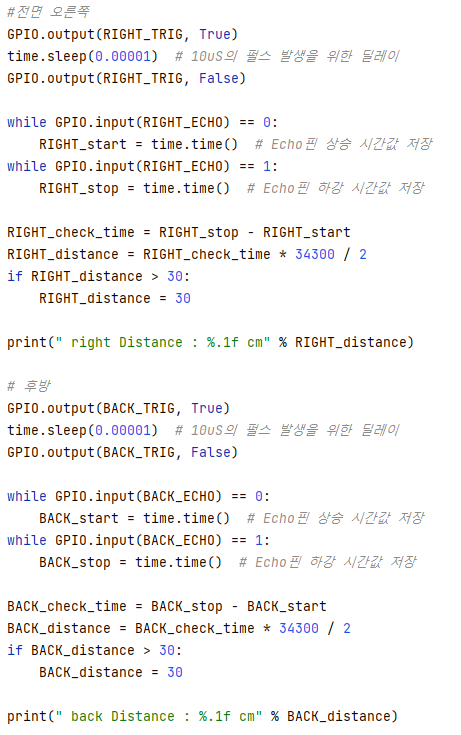 #전면 오른쪽
GPIO.output(RIGHT_TRIG, True)
time.sleep(0.00001)  # 10uS의 펄스 발생을 위한 딜레이
GPIO.output(RIGHT_TRIG, False)

while GPIO.input(RIGHT_ECHO) == 0:
    RIGHT_start = time.time()  # Echo핀 상승 시간값 저장
while GPIO.input(RIGHT_ECHO) == 1:
    RIGHT_stop = time.time()  # Echo핀 하강 시간값 저장

RIGHT_check_time = RIGHT_stop - RIGHT_start
RIGHT_distance = RIGHT_check_time * 34300 / 2
if RIGHT_distance > 30:
    RIGHT_distance = 30

print(" right Distance : %.1f cm" % RIGHT_distance)

# 후방
GPIO.output(BACK_TRIG, True)
time.sleep(0.00001)  # 10uS의 펄스 발생을 위한 딜레이
GPIO.output(BACK_TRIG, False)

while GPIO.input(BACK_ECHO) == 0:
    BACK_start = time.time()  # Echo핀 상승 시간값 저장
while GPIO.input(BACK_ECHO) == 1:
    BACK_stop = time.time()  # Echo핀 하강 시간값 저장

BACK_check_time = BACK_stop - BACK_start
BACK_distance = BACK_check_time * 34300 / 2
if BACK_distance > 30:
    BACK_distance = 30

print(" back Distance : %.1f cm" % BACK_distance)